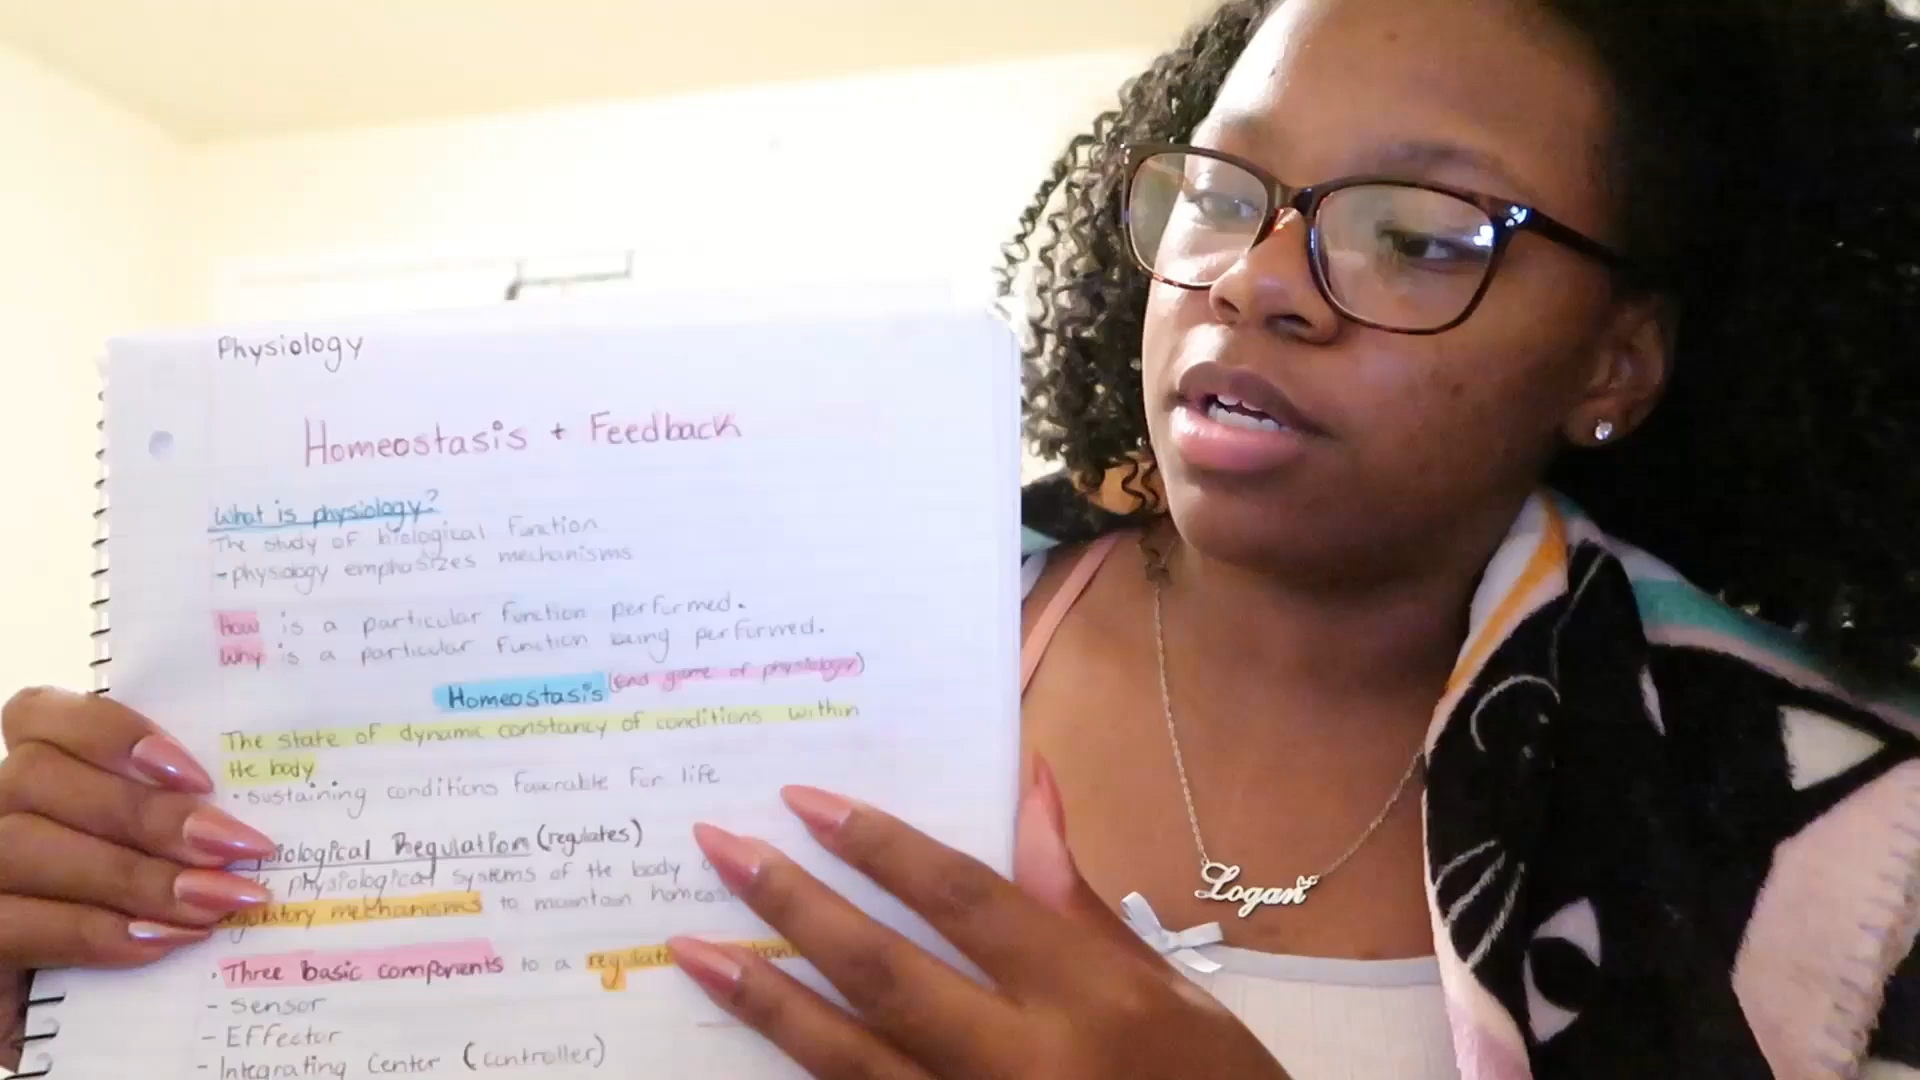 Physiology
Homeostasis + Feedback
What is physiology?
The study of biological function
- physiology emphasizes mechanisms
How is a particular function performed.
Why is a particular function being performed.
Homeostasis (end game of physiology)
The state of dynamic constancy of conditions within
the body
• sustaining conditions favorable for life
Regulation (regulates)
physiological systems of the body
mechanisms to maintain
• Three basic components to a
- Sensor
- Effector
- Integrating Center (controller)
Logan